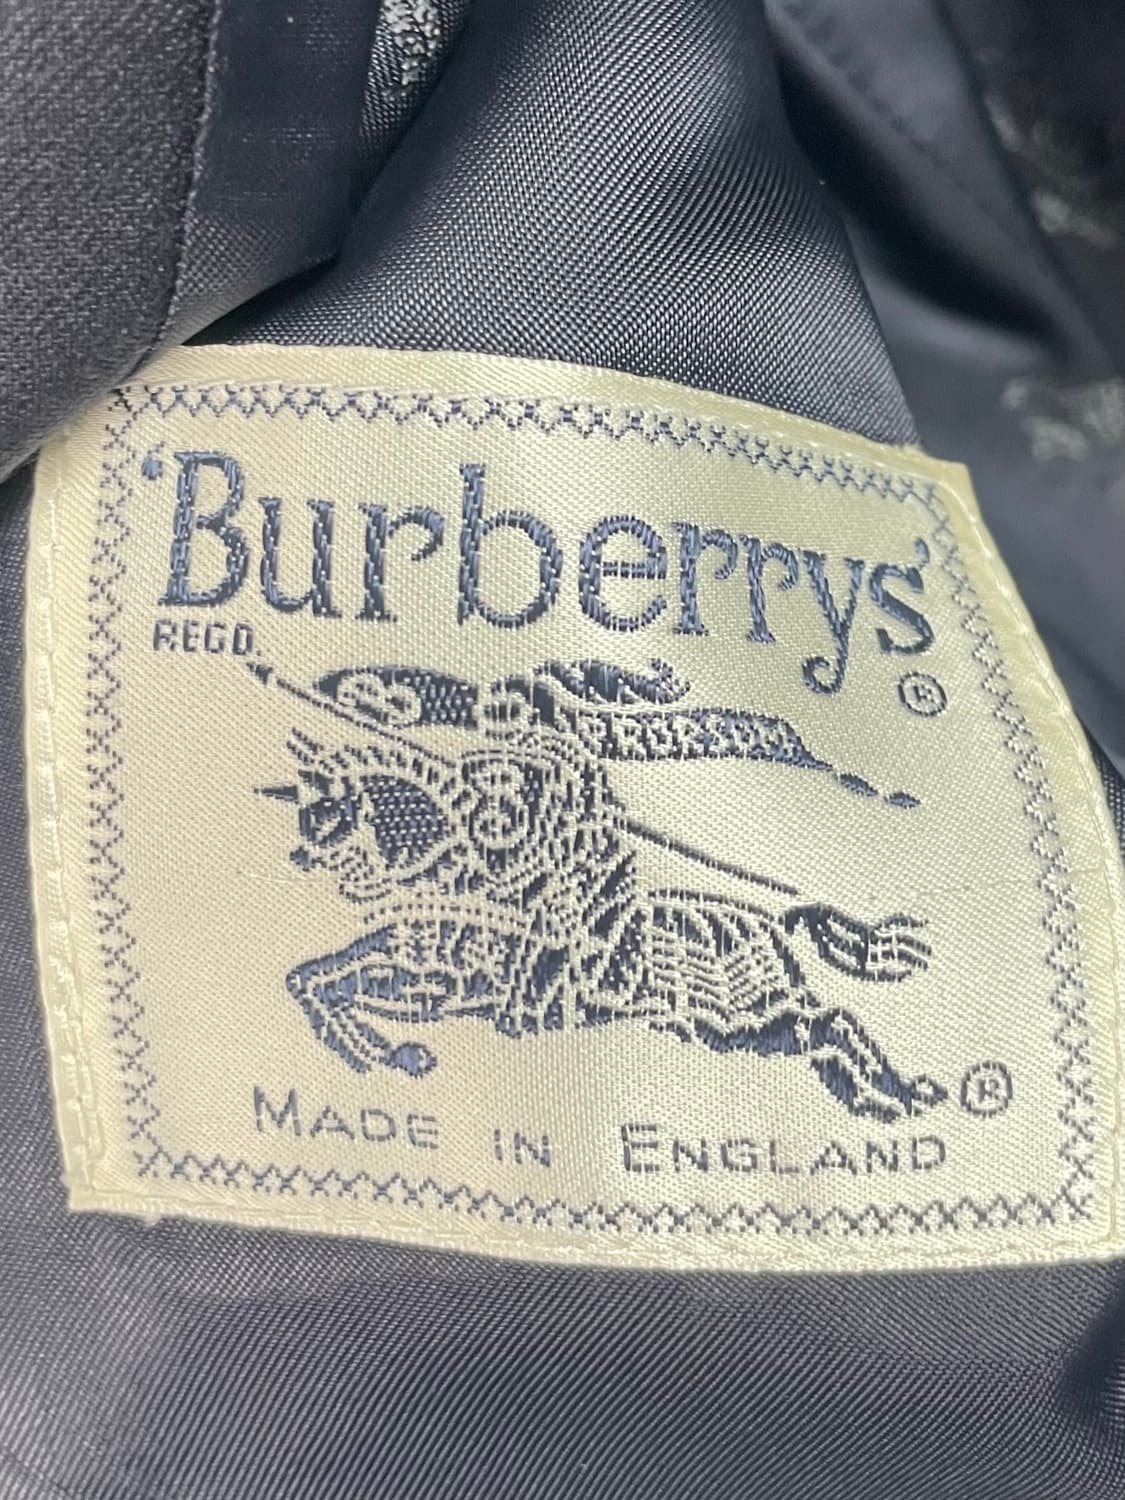 'Burberrys'
REGD.
®
®
MADE IN ENGLAND